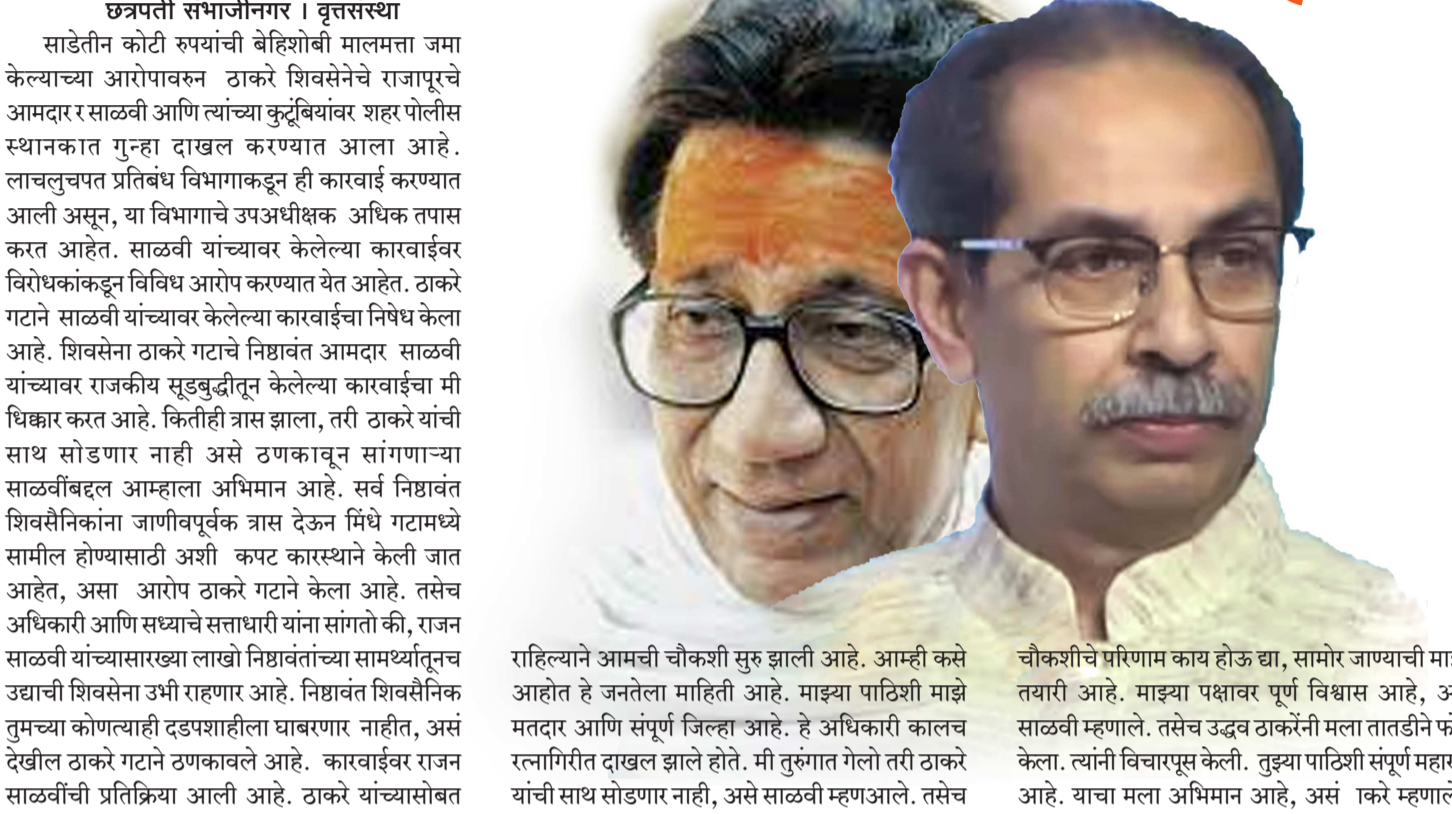 छत्रपती संभाजीनगर । वृत्तसंस्था
साडेतीन कोटी रुपयांची बेहिशोबी मालमत्ता जमा
केल्याच्या आरोपावरुन ठाकरे शिवसेनेचे राजापूरचे
आमदार र साळवी आणि त्यांच्या कुटूंबियांवर शहर पोलीस
स्थानकात गुन्हा दाखल करण्यात आला आहे.
लाचलुचपत प्रतिबंध विभागाकडून ही कारवाई करण्यात
आली असून, या विभागाचे उपअधीक्षक अधिक तपास
करत आहेत. साळवी यांच्यावर केलेल्या कारवाईवर
विरोधकांकडून विविध आरोप करण्यात येत आहेत. ठाकरे
गटाने साळवी यांच्यावर केलेल्या कारवाईचा निषेध केला
आहे. शिवसेना ठाकरे गटाचे निष्ठावंत आमदार साळवी
यांच्यावर राजकीय सूडबुद्धीतून केलेल्या कारवाईचा मी
धिक्कार करत आहे. कितीही त्रास झाला, तरी ठाकरे यांची
साथ सोडणार नाही असे ठणकावून सांगणाऱ्या
साळवींबद्दल आम्हाला अभिमान आहे. सर्व निष्ठावंत
शिवसैनिकांना जाणीवपूर्वक त्रास देऊन मिंधे गटामध्ये
सामील होण्यासाठी अशी कपट कारस्थाने केली जात
आहेत, असा आरोप ठाकरे गटाने केला आहे. तसेच
अधिकारी आणि सध्याचे सत्ताधारी यांना सांगतो की, राजन
साळवी यांच्यासारख्या लाखो निष्ठावंतांच्या सामर्थ्यातूनच
उद्याची शिवसेना उभी राहणार आहे. निष्ठावंत शिवसैनिक
तुमच्या कोणत्याही दडपशाहीला घाबरणार नाहीत, असं
देखील ठाकरे गटाने ठणकावले आहे. कारवाईवर राजन
साळवींची प्रतिक्रिया आली आहे. ठाकरे यांच्यासोबत
राहिल्याने आमची चौकशी सुरु झाली आहे. आम्ही कसे
आहोत हे जनतेला माहिती आहे. माझ्या पाठिशी माझे
मतदार आणि संपूर्ण जिल्हा आहे. हे अधिकारी कालच
रत्नागिरीत दाखल झाले होते. मी तुरुंगात गेलो तरी ठाकरे
यांची साथ सोडणार नाही, असे साळवी म्हणआले. तसेच
चौकशीचे परिणाम काय होऊ द्या, सामोर जाण्याची
तयारी आहे. माझ्या पक्षावर पूर्ण विश्वास आहे,
साळवी म्हणाले. तसेच उद्धव ठाकरेंनी मला तातडीने
केला. त्यांनी विचारपूस केली. तुझ्या पाठिशी संपूर्ण
आहे. याचा मला अभिमान आहे, असं ाकरे